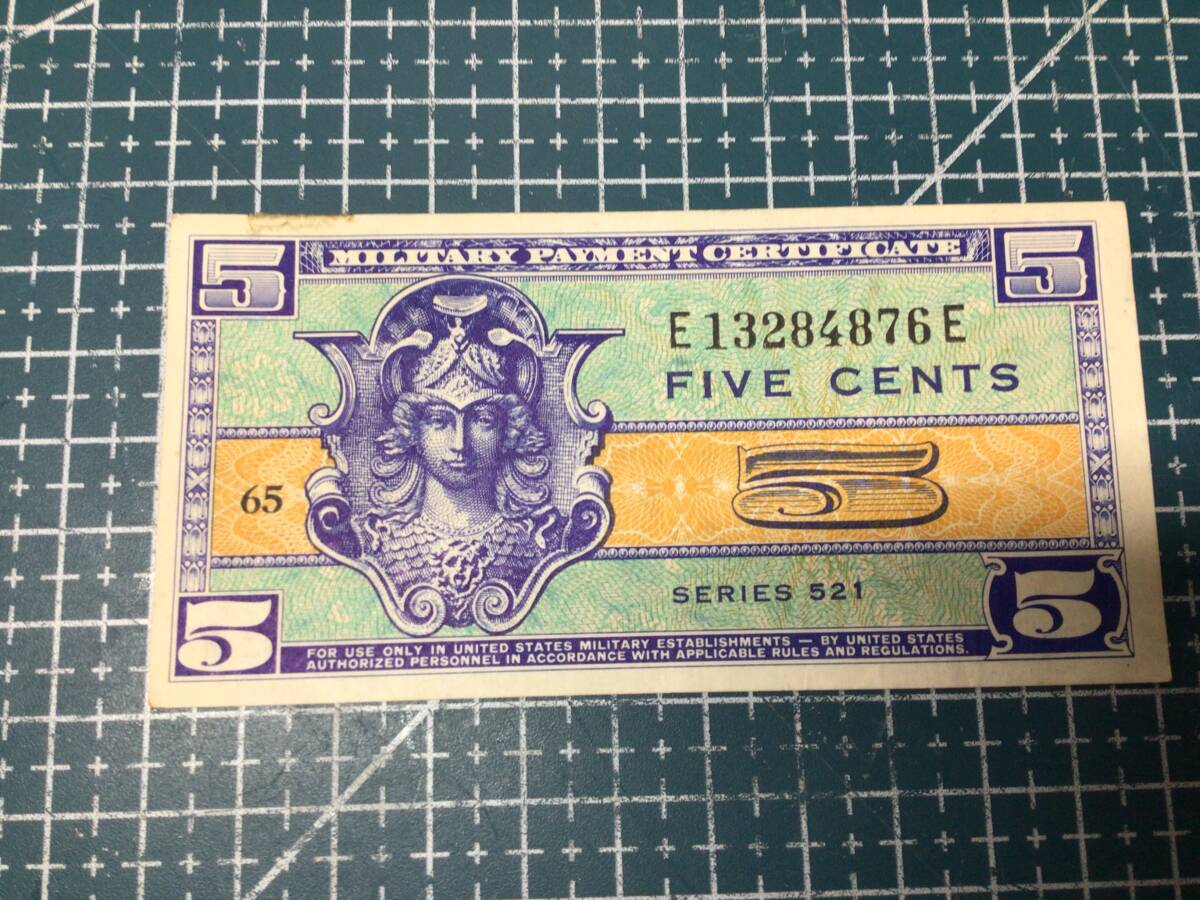 5 MILITARY PAYMENT CERTIFICATE 5
E13284876E
FIVE CENTS
65
5
SERIES 521
5 5
FOR USE ONLY IN UNITED STATES MILITARY ESTABLISHMENTS — BY UNITED STATES
AUTHORIZED PERSONNEL IN ACCORDANCE WITH APPLICABLE RULES AND REGULATIONS.